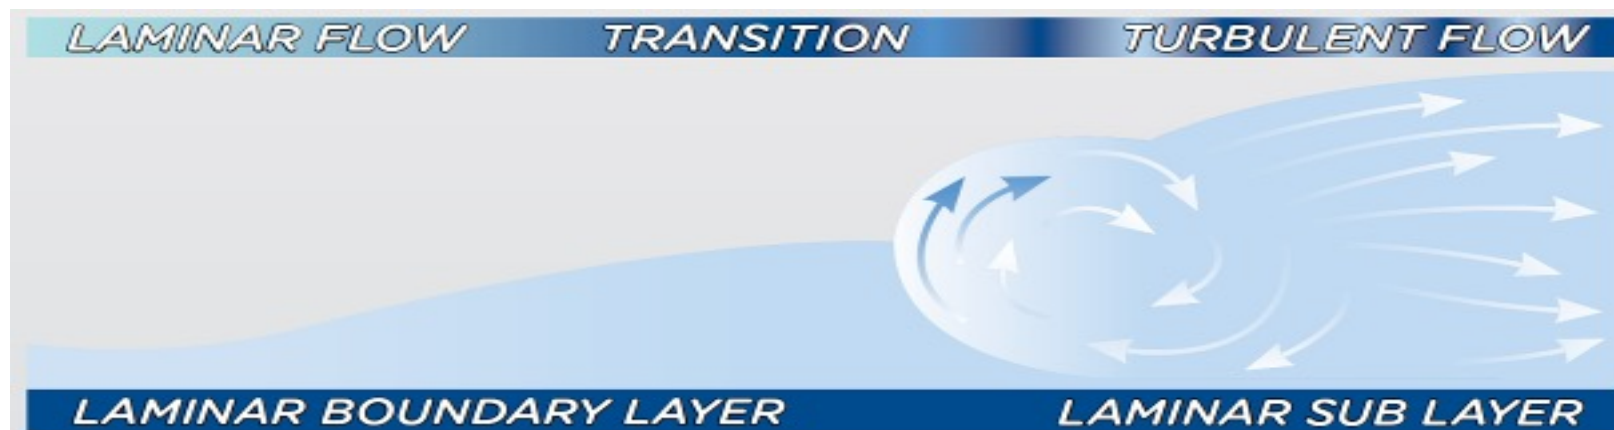 LAMINAR FLOW TRANSITION TURBULENT FLOW
LAMINAR BOUNDARY LAYER LAMINAR SUB LAYER